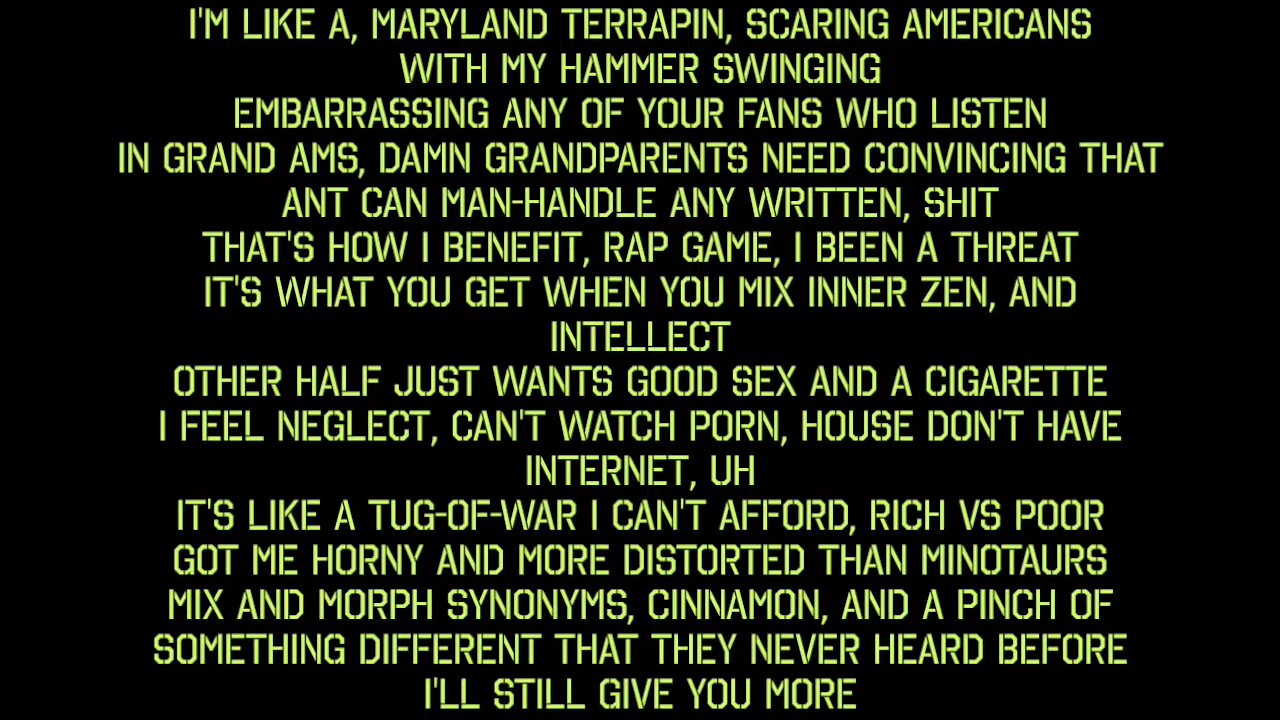 I'M LIKE A, MARYLAND TERRAPIN, SCARING AMERICANS
WITH MY HAMMER SWINGING
EMBARRASSING ANY OF YOUR FANS WHO LISTEN
IN GRAND AMS, DAMN GRANDPARENTS NEED CONVINCING THAT
ANT CAN MAN-HANDLE ANY WRITTEN, SHIT
THAT'S HOW I BENEFIT, RAP GAME, I BEEN A THREAT
IT'S WHAT YOU GET WHEN YOU MIX INNER ZEN, AND
INTELLECT
OTHER HALF JUST WANTS GOOD SEX AND A CIGARETTE
I FEEL NEGLECT, CAN'T WATCH PORN, HOUSE DON'T HAVE
INTERNET, UH
IT'S LIKE A TUG-OF-WAR I CAN'T AFFORD, RICH VS POOR
GOT ME HORNY AND MORE DISTORTED THAN MINOTAURS
MIX AND MORPH SYNONYMS, CINNAMON, AND A PINCH OF
SOMETHING DIFFERENT THAT THEY NEVER HEARD BEFORE
I'LL STILL GIVE YOU MORE